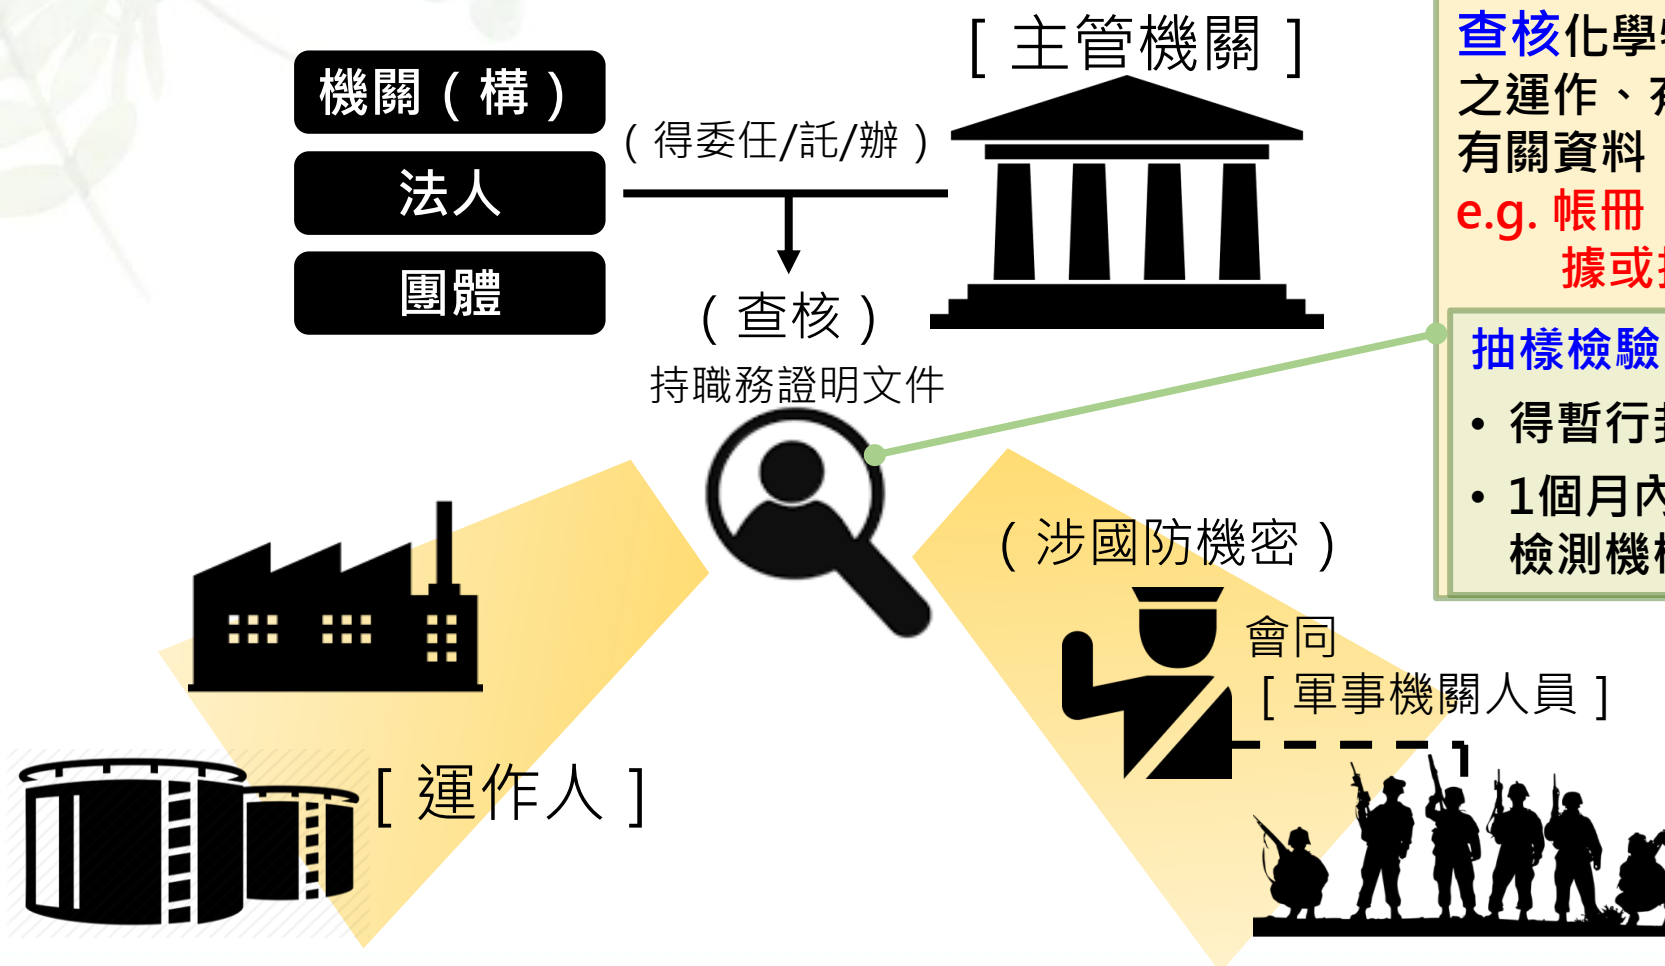 [ 主管機關 ]
機關（構）
法人
團體
（得委任/託/辦）
（查核）
持職務證明文件
查核化學
之運作、
有關資料
e.g. 帳冊
據或
抽樣檢驗
• 得暫行
• 1個月內
檢測機
（涉國防機密）
會同
[ 軍事機關人員 ]
[ 運作人 ]